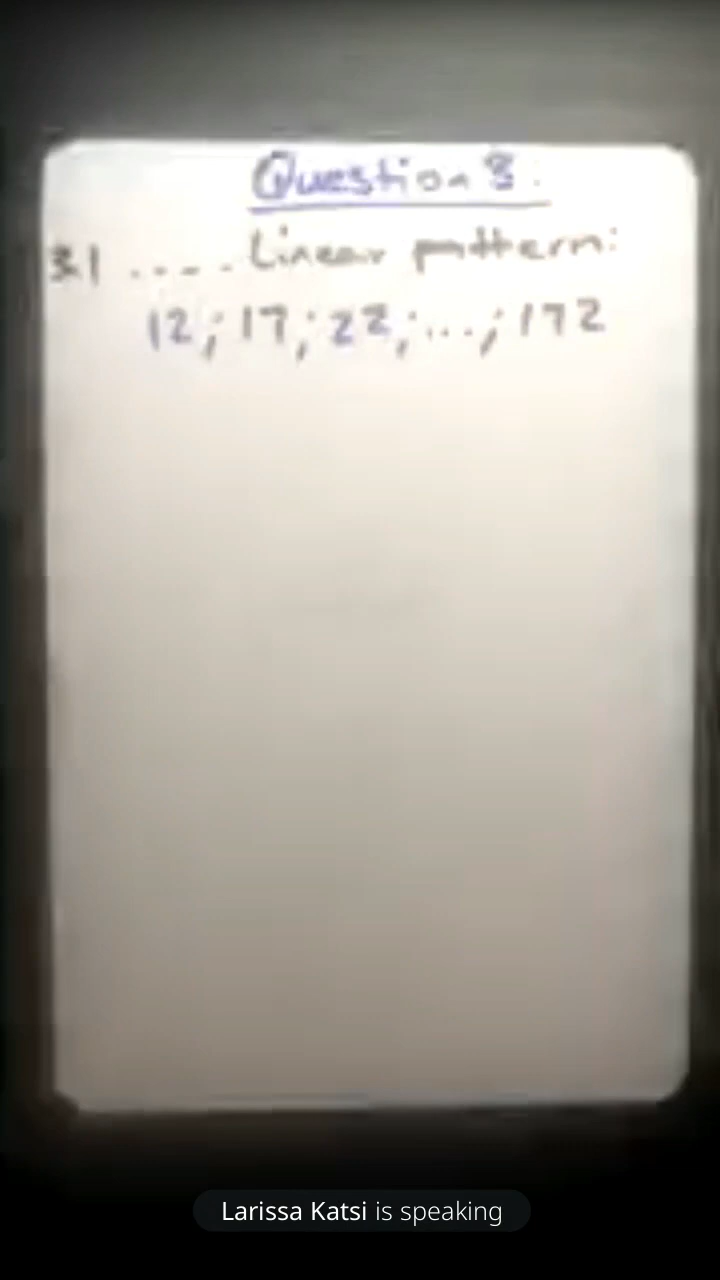 Question 3:
3.1 .... Linear pattern:
12; 17; 22; ...; 172
Larissa Katsi is speaking